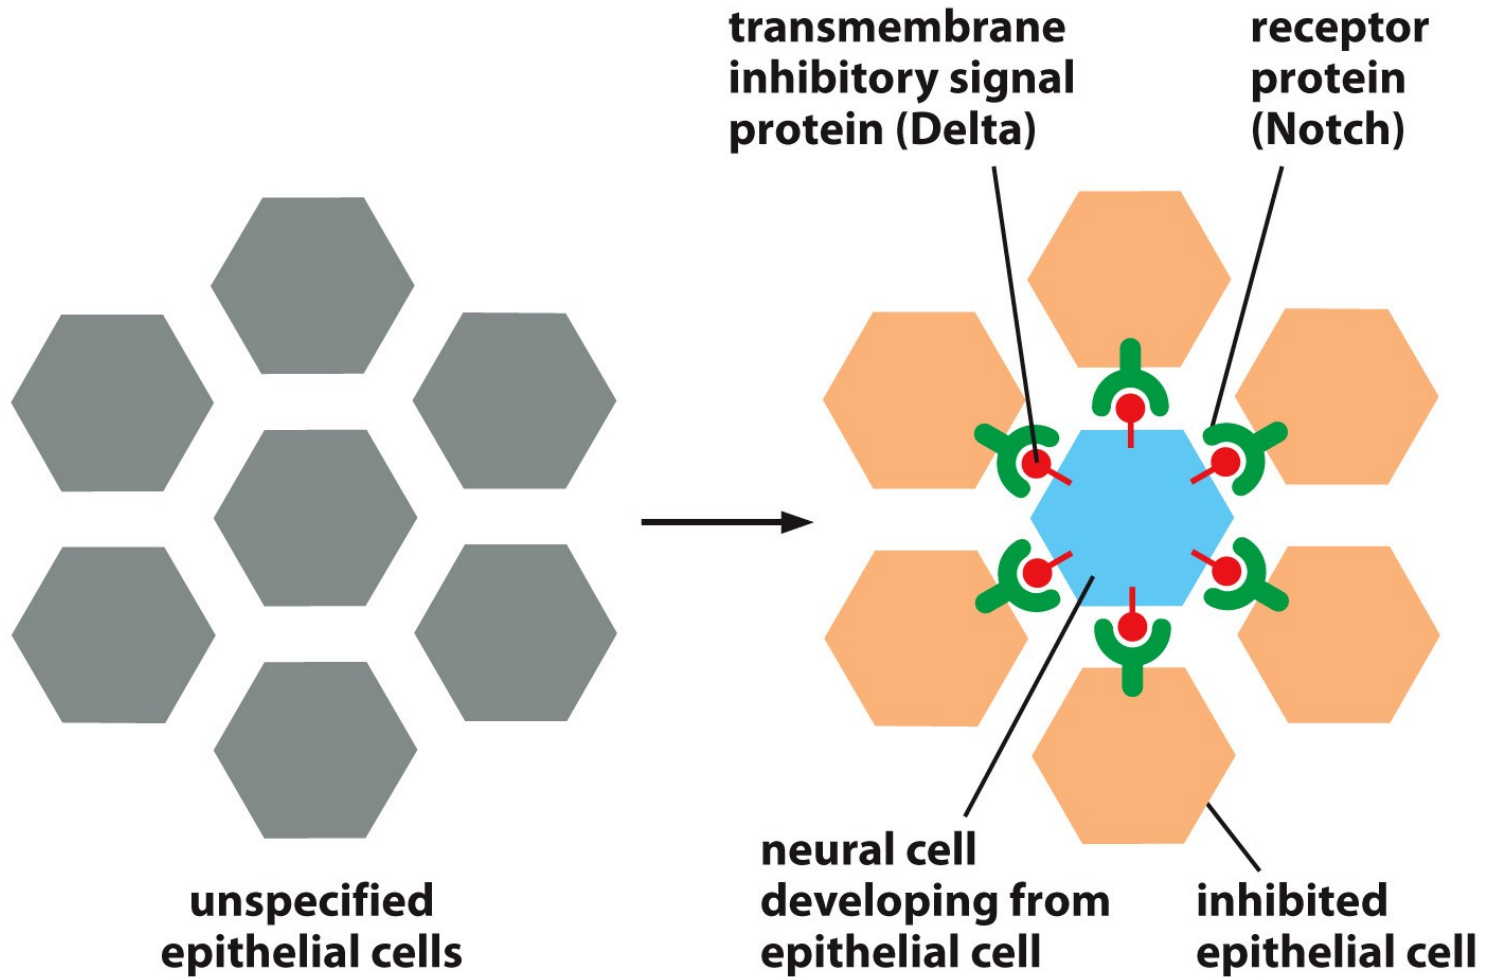 transmembrane
inhibitory signal
protein (Delta)
receptor
protein
(Notch)
unspecified
epithelial cells
neural cell
developing from
epithelial cell
inhibited
epithelial cell